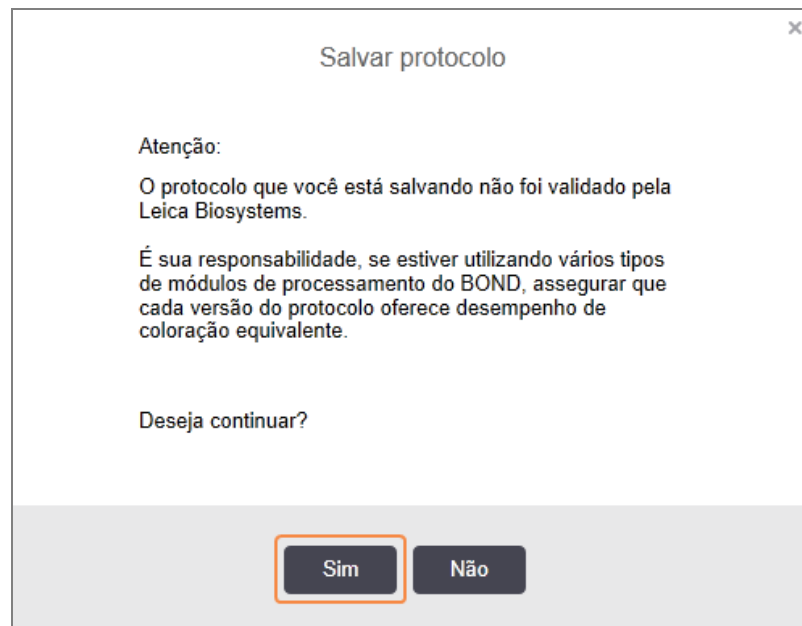 Salvar protocolo
Atenção:
O protocolo que você está salvando não foi validado pela
Leica Biosystems.
É sua responsabilidade, se estiver utilizando vários tipos
de módulos de processamento do BOND, assegurar que
cada versão do protocolo oferece desempenho de
coloração equivalente.
Deseja continuar?
Sim Não